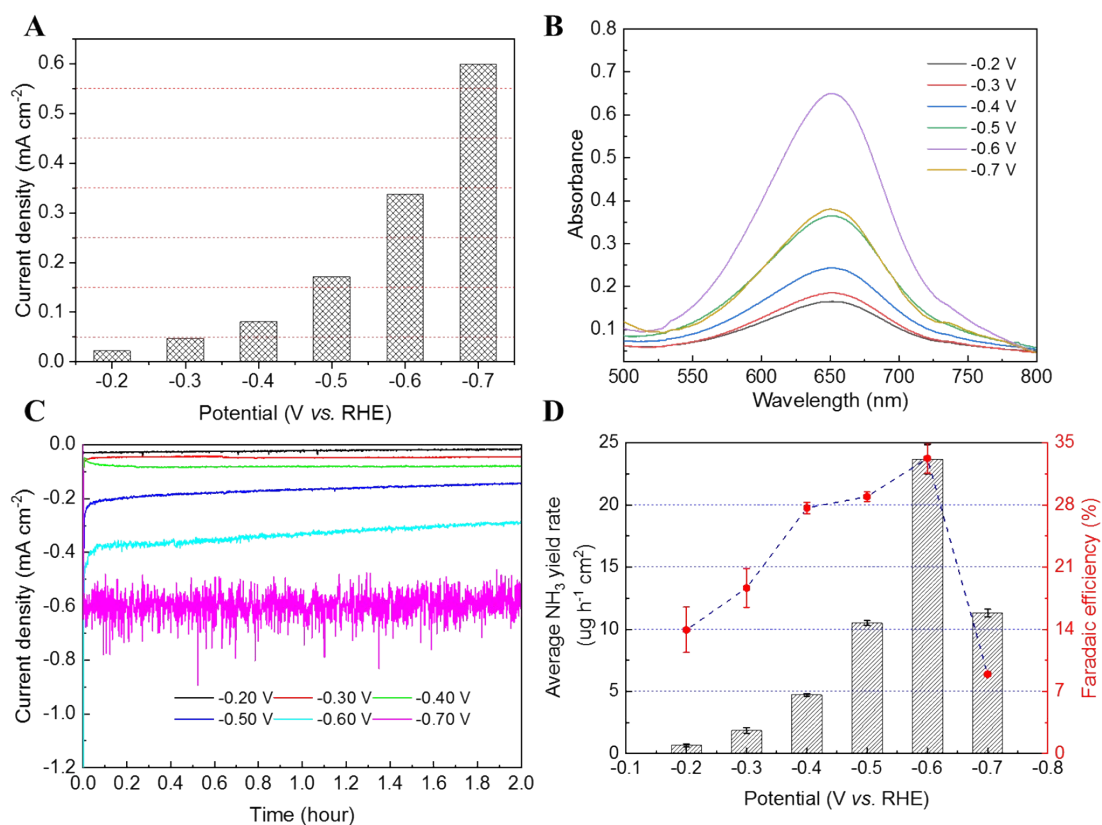 A
Current density (mA cm-2)
0.6
0.5
0.4
0.3
0.2
0.1
0.0
-0.2 -0.3 -0.4 -0.5 -0.6 -0.7
Potential (V vs. RHE)
B
Absorbance
0.8
0.7
0.6
0.5
0.4
0.3
0.2
0.1
-0.2 V
-0.3 V
-0.4 V
-0.5 V
-0.6 V
-0.7 V
500 550 600 650 700 750 800
Wavelength (nm)
C
Current density (mA cm-2)
0.0
-0.2
-0.4
-0.6
-0.8
-1.0
-1.2
-0.20 V -0.30 V -0.40 V
-0.50 V -0.60 V -0.70 V
0.0 0.2 0.4 0.6 0.8 1.0 1.2 1.4 1.6 1.8 2.0
Time (hour)
D
Average NH3 yield rate
(ug h-1 cm2)
25
20
15
10
5
0
35
28
21
14
7
0
Faradaic efficiency (%)
-0.1 -0.2 -0.3 -0.4 -0.5 -0.6 -0.7 -0.8
Potential (V vs. RHE)